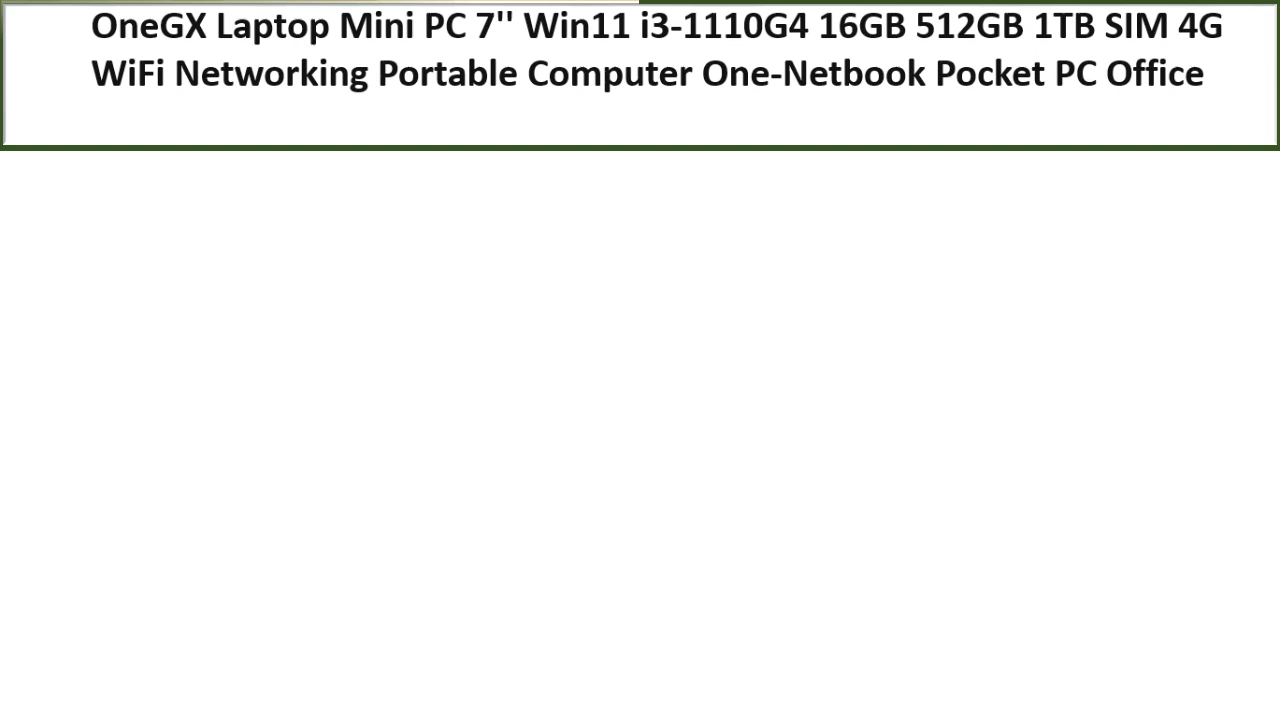 OneGX Laptop Mini PC 7'' Win11 i3-1110G4 16GB 512GB 1TB SIM 4G
WiFi Networking Portable Computer One-Netbook Pocket PC Office